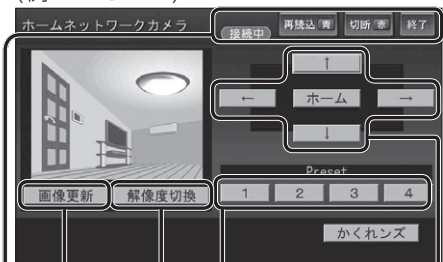 ホームネットワークカメラ
接続中
再読込 青
切断 赤
終了
↑
← ホーム →
↓
Preset
画像更新 解像度切換 1 2 3 4
かくれンズ